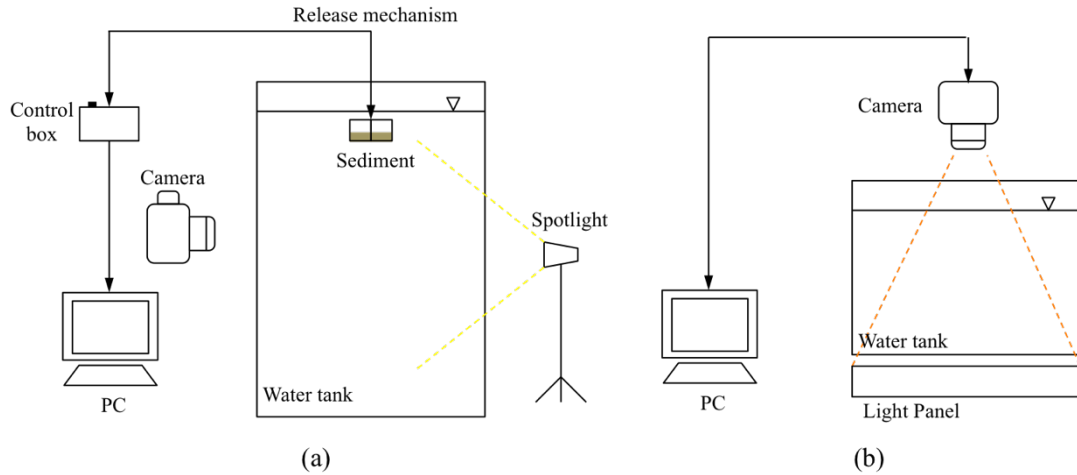 Release mechanism
Control
box
Camera
Sediment
Spotlight
Water tank
PC
(a)
Camera
Water tank
PC
Light Panel
(b)